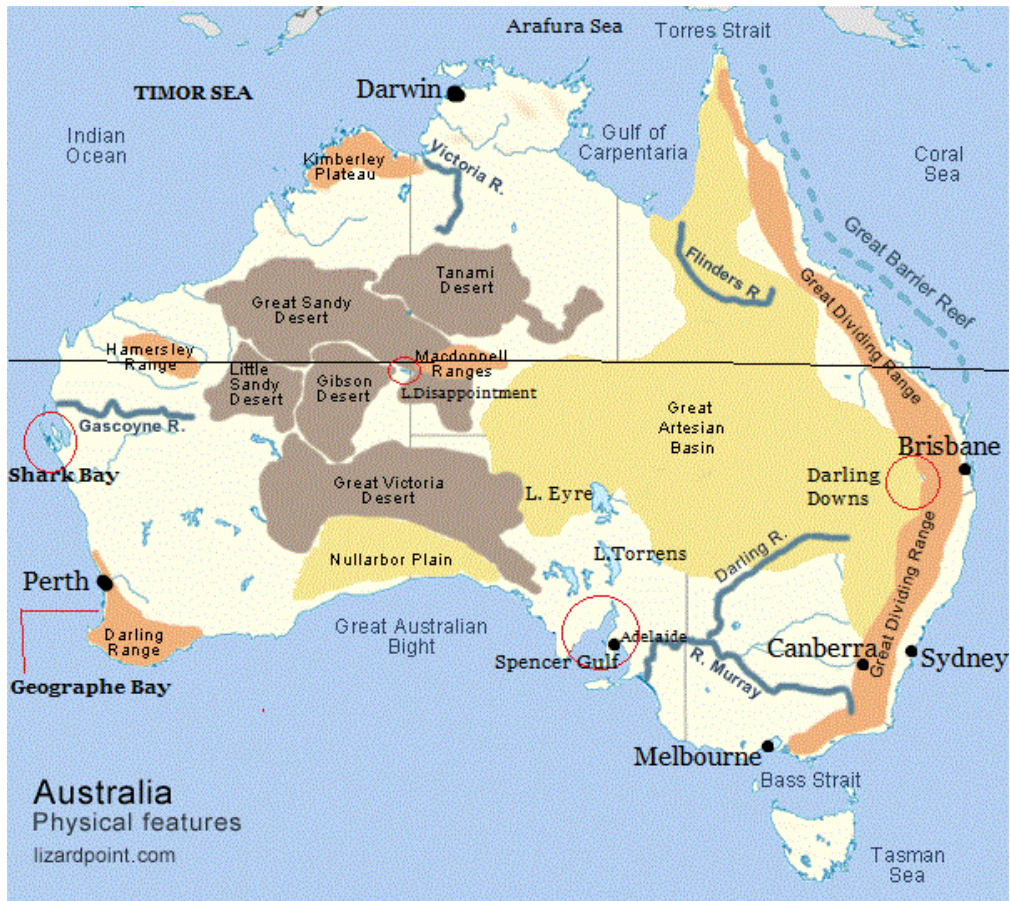 Arafura Sea
Torres Strait
TIMOR SEA
Darwin
Indian
Ocean
Gulf of
Carpentaria
Coral
Sea
Kimberley
Plateau
Victoria R.
Great Barrier Reef
Flinders R.
Tanami
Desert
Great Sandy
Desert
Great Dividing Range
Hamersley
Range
Macdonnell
Ranges
Little
Sandy
Desert
Gibson
Desert
L.Disappointment
Gascoyne R.
Great
Artesian
Basin
Shark Bay
Brisbane
Great Victoria
Desert
L. Eyre
Darling
Downs
Nullarbor Plain
L.Torrens
Darling R.
Great Dividing Range
Perth
Darling
Range
Great Australian
Bight
Adelaide
Spencer Gulf
Canberra
Sydney
R. Murray
Geographe Bay
Melbourne
Bass Strait
Australia
Physical features
lizardpoint.com
Tasman
Sea